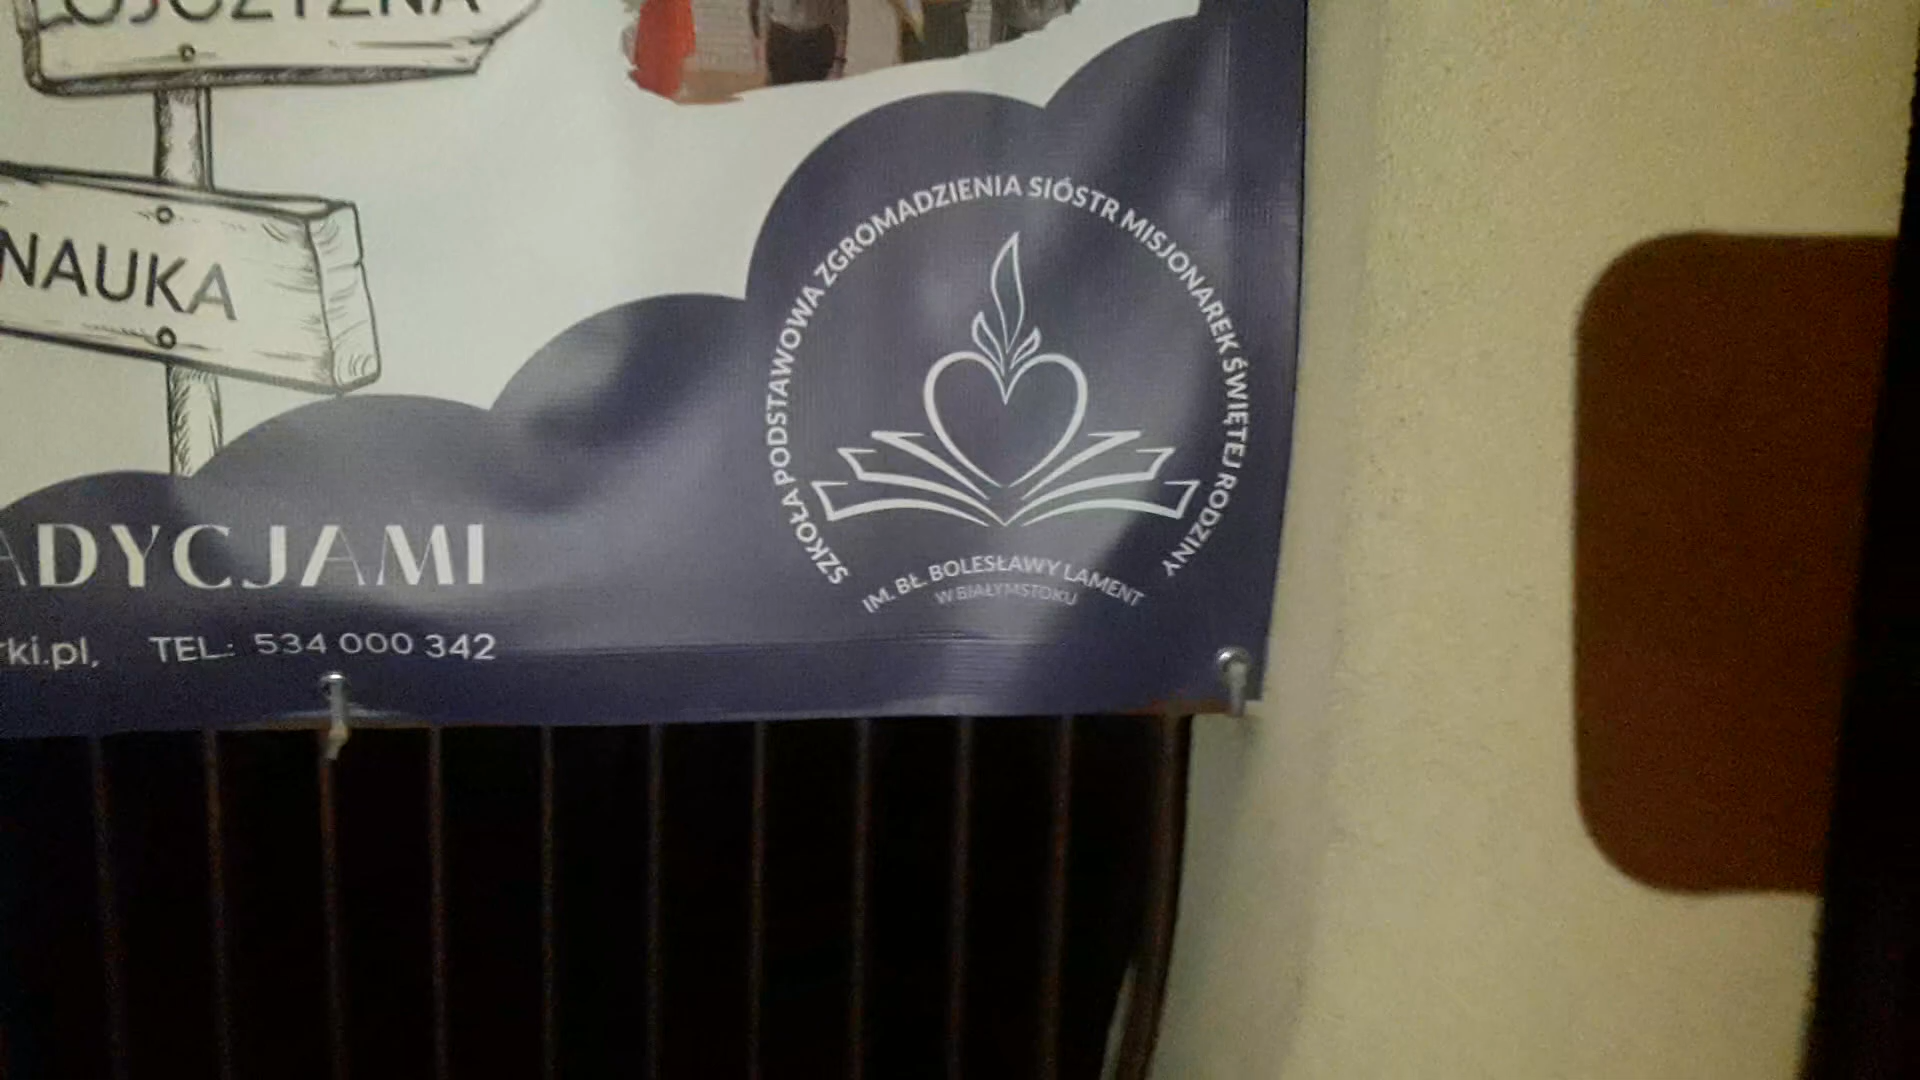 NAUKA
SZKOŁA PODSTAWOWA ZGROMADZENIA SIÓSTR MISJONAREK ŚWIĘTEJ RODZINY
IM. BŁ. BOLESŁAWY LAMENT
W BIAŁYMSTOKU
ADYCJAMI
rki.pl, TEL: 534 000 342